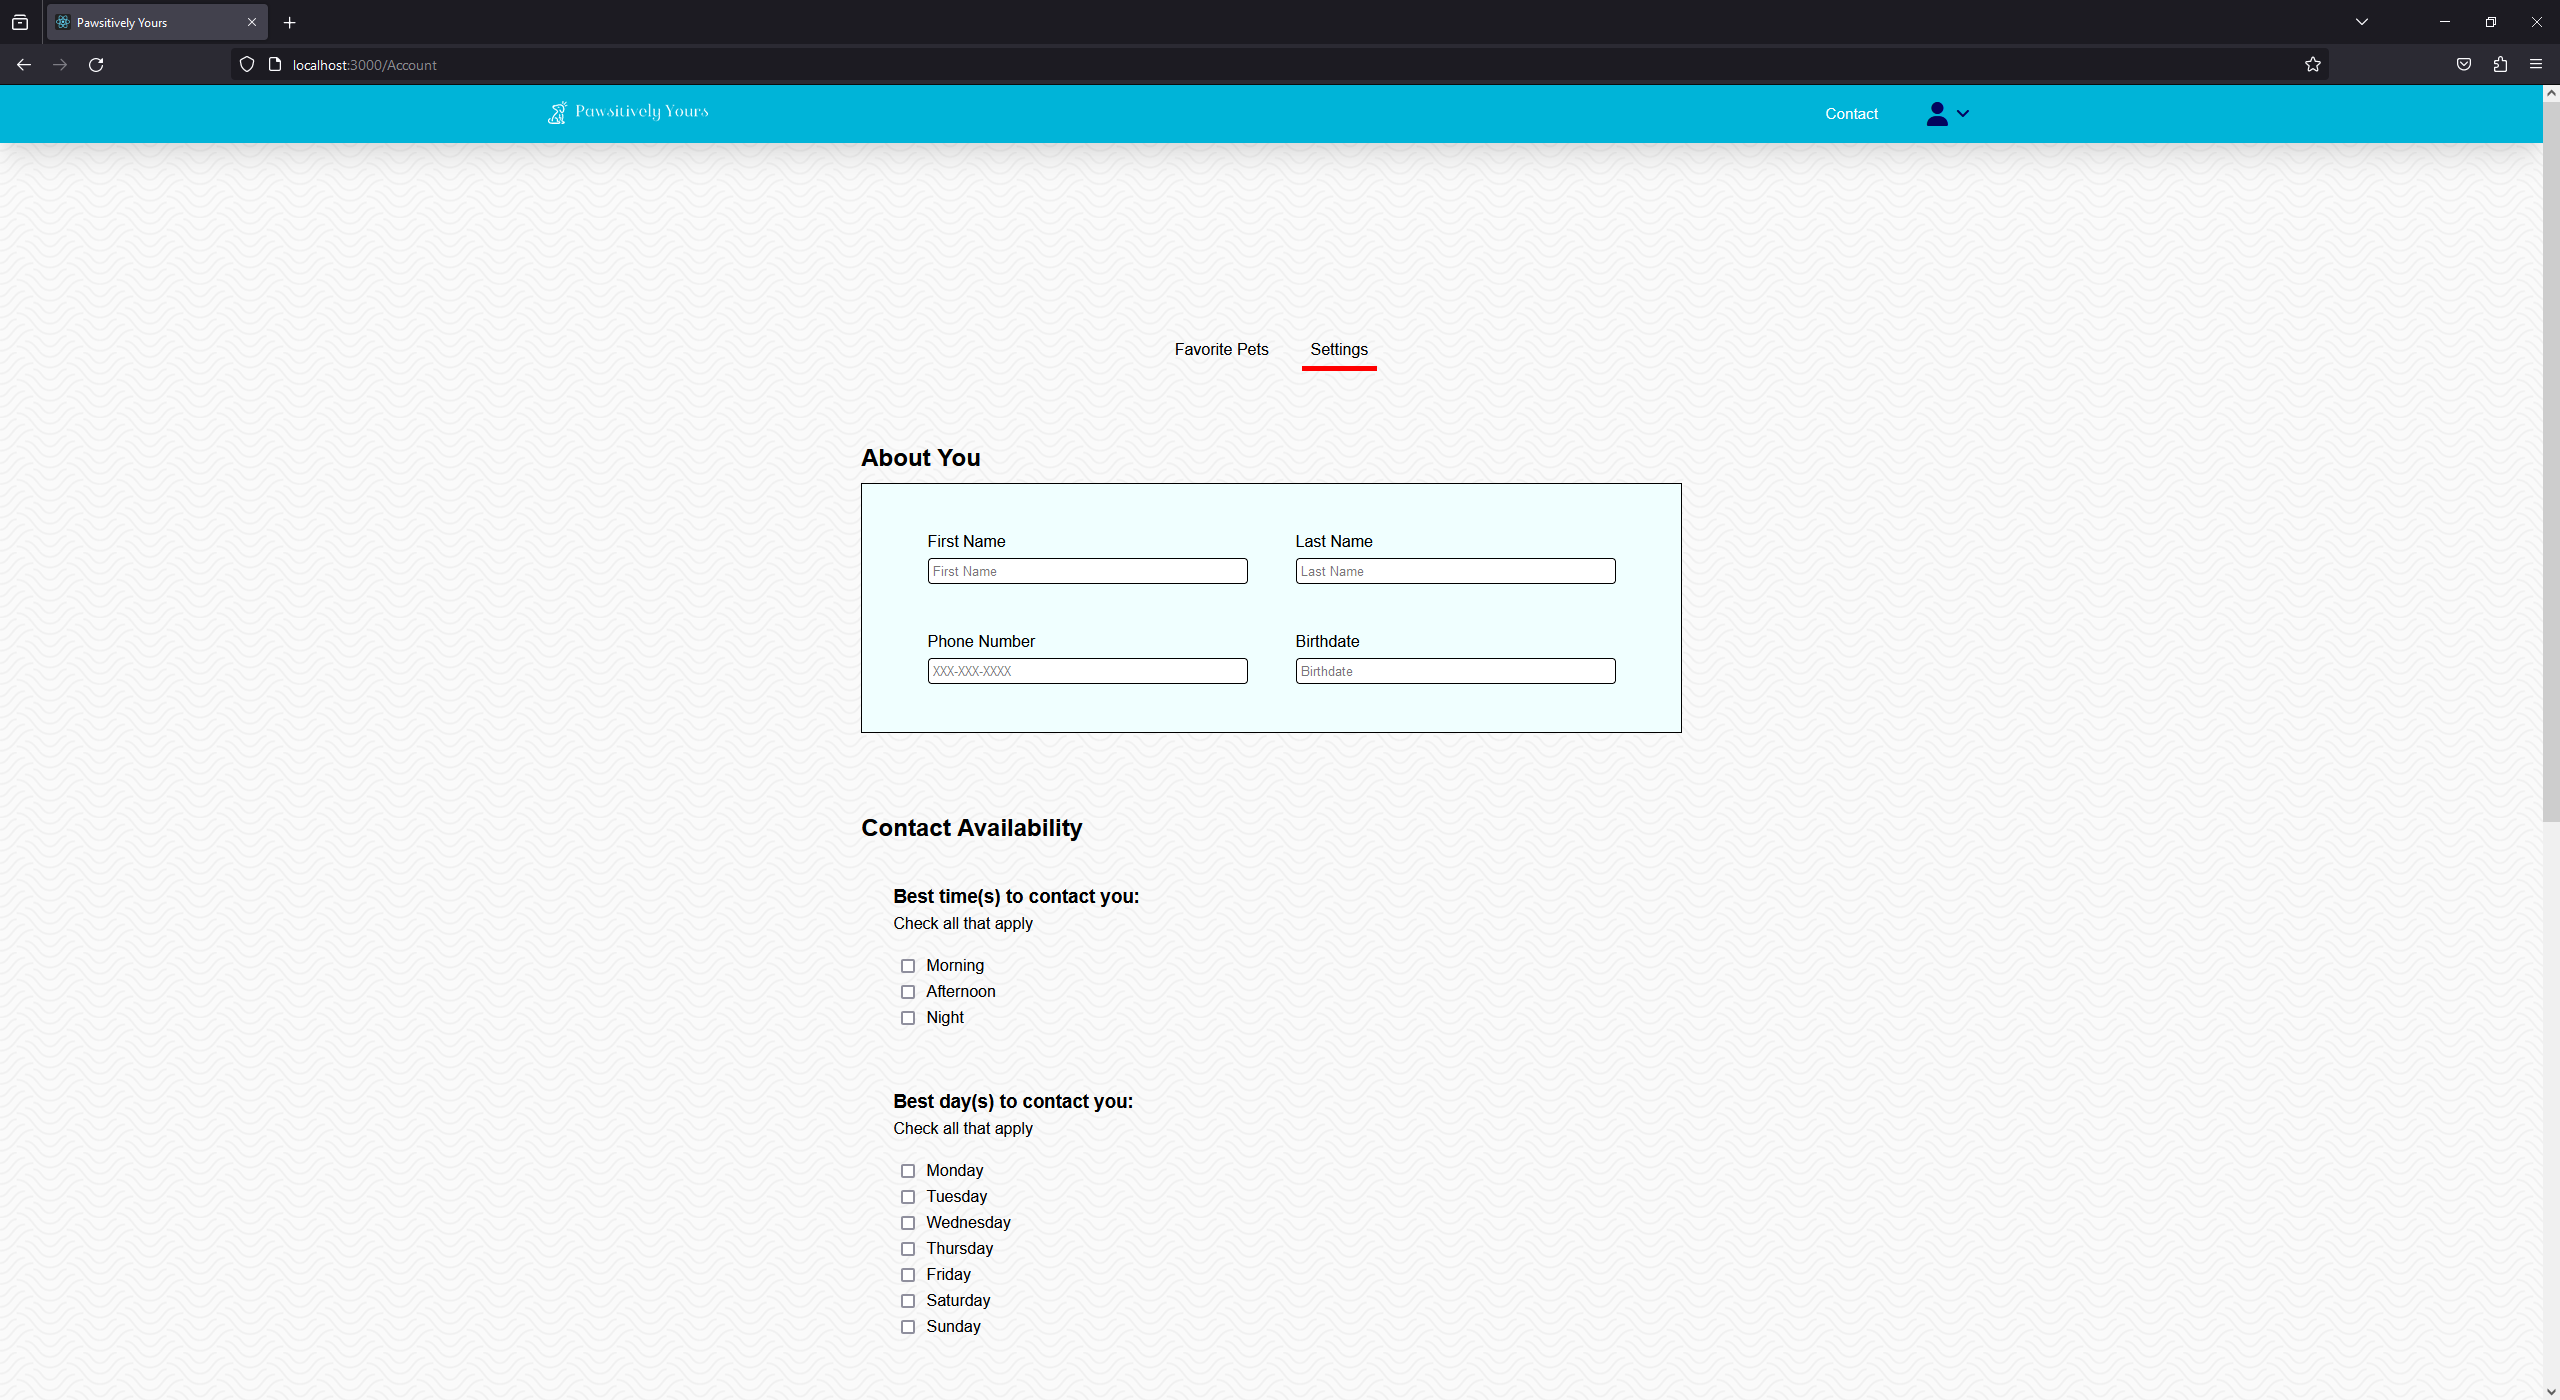 Pawsitively Yours
localhost:3000/Account
Pawsitively Yours
Contact
Favorite Pets
Settings
About You
First Name
Last Name
First Name
Last Name
Phone Number
Birthdate
XXX-XXX-XXXX
Birthdate
Contact Availability
Best time(s) to contact you:
Check all that apply
Morning
Afternoon
Night
Best day(s) to contact you:
Check all that apply
Monday
Tuesday
Wednesday
Thursday
Friday
Saturday
Sunday